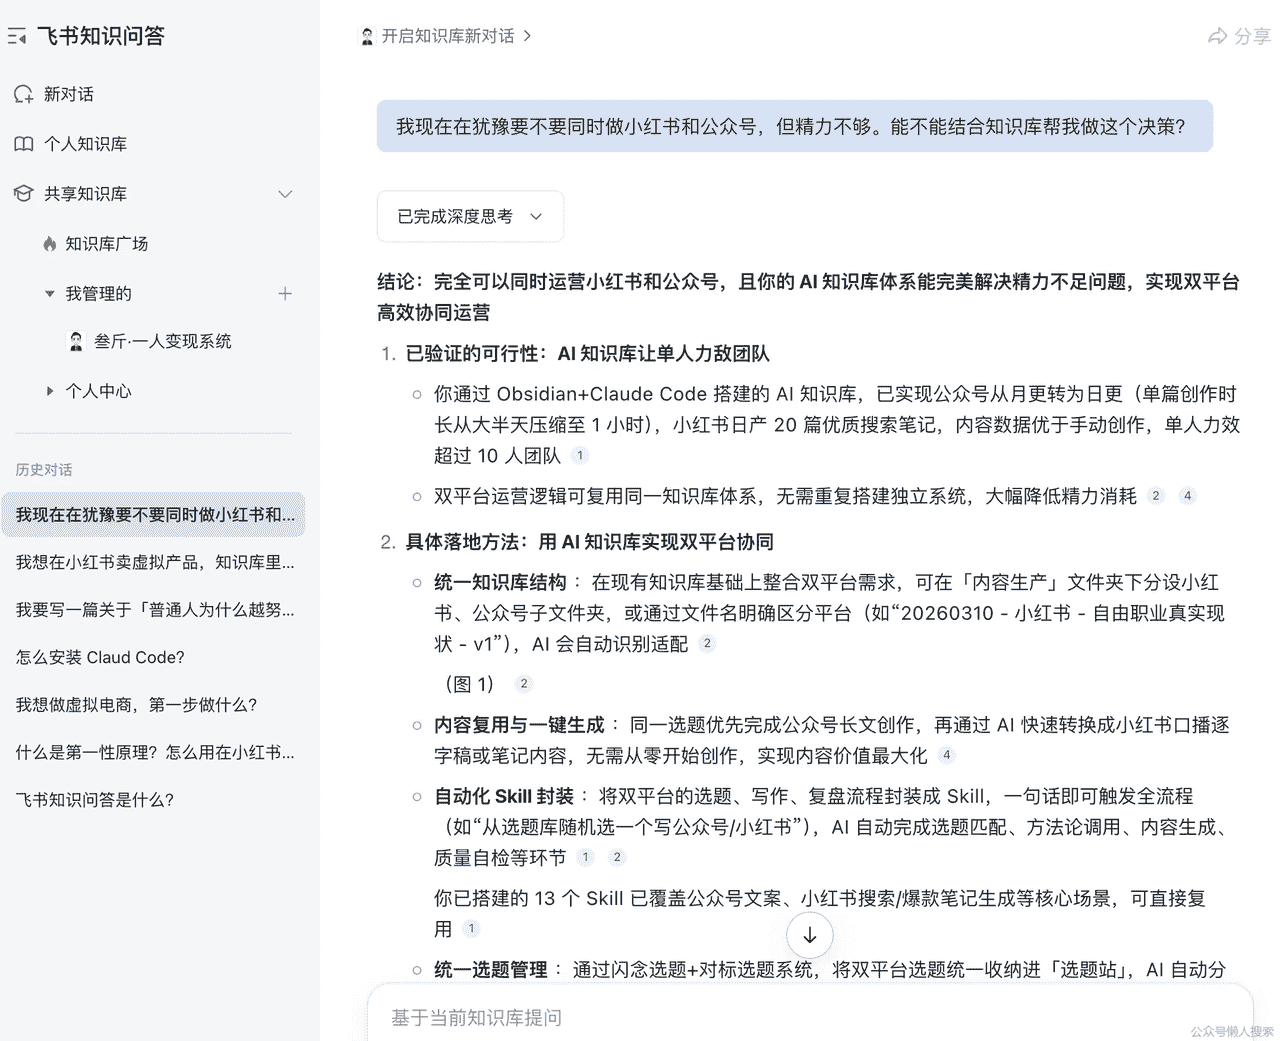 飞书知识问答
新对话
个人知识库
共享知识库
知识库广场
我管理的
叁斤·一人变现系统
个人中心
历史对话
我现在在犹豫要不要同时做小红书和...
我想在小红书卖虚拟产品，知识库里...
我要写一篇关于「普通人为什么越努...
怎么安装 Claud Code?
我想做虚拟电商，第一步做什么?
什么是第一性原理？怎么用在小红书...
飞书知识问答是什么?
开启知识库新对话
分享
我现在在犹豫要不要同时做小红书和公众号，但精力不够。能不能结合知识库帮我做这个决策？
已完成深度思考
结论：完全可以同时运营小红书和公众号，且你的 AI 知识库体系能完美解决精力不足问题，实现双平台
高效协同运营
1. 已验证的可行性：AI 知识库让单人力敌团队
你通过 Obsidian+Claude Code 搭建的 AI 知识库，已实现公众号从月更转为日更（单篇创作时
长从大半天压缩至 1 小时），小红书日产 20 篇优质搜索笔记，内容数据优于手动创作，单人力效
超过 10 人团队 1
双平台运营逻辑可复用同一知识库体系，无需重复搭建独立系统，大幅降低精力消耗 2 4
2. 具体落地方法：用 AI 知识库实现双平台协同
统一知识库结构：在现有知识库基础上整合双平台需求，可在「内容生产」文件夹下分设小红
书、公众号子文件夹，或通过文件名明确区分平台（如“20260310 - 小红书 - 自由职业真实现
状 - v1”），AI 会自动识别适配 2
（图 1） 2
内容复用与一键生成：同一选题优先完成公众号长文创作，再通过 AI 快速转换成小红书口播逐
字稿或笔记内容，无需从零开始创作，实现内容价值最大化 4
自动化 Skill 封装：将双平台的选题、写作、复盘流程封装成 Skill，一句话即可触发全流程
（如“从选题库随机选一个写公众号/小红书”），AI 自动完成选题匹配、方法论调用、内容生成、
质量自检等环节 1 2
你已搭建的 13 个 Skill 已覆盖公众号文案、小红书搜索/爆款笔记生成等核心场景，可直接复
用 1
统一选题管理：通过闪念选题+对标选题系统，将双平台选题统一收纳进「选题站」，AI 自动分
基于当前知识库提问
公众号懒人搜索